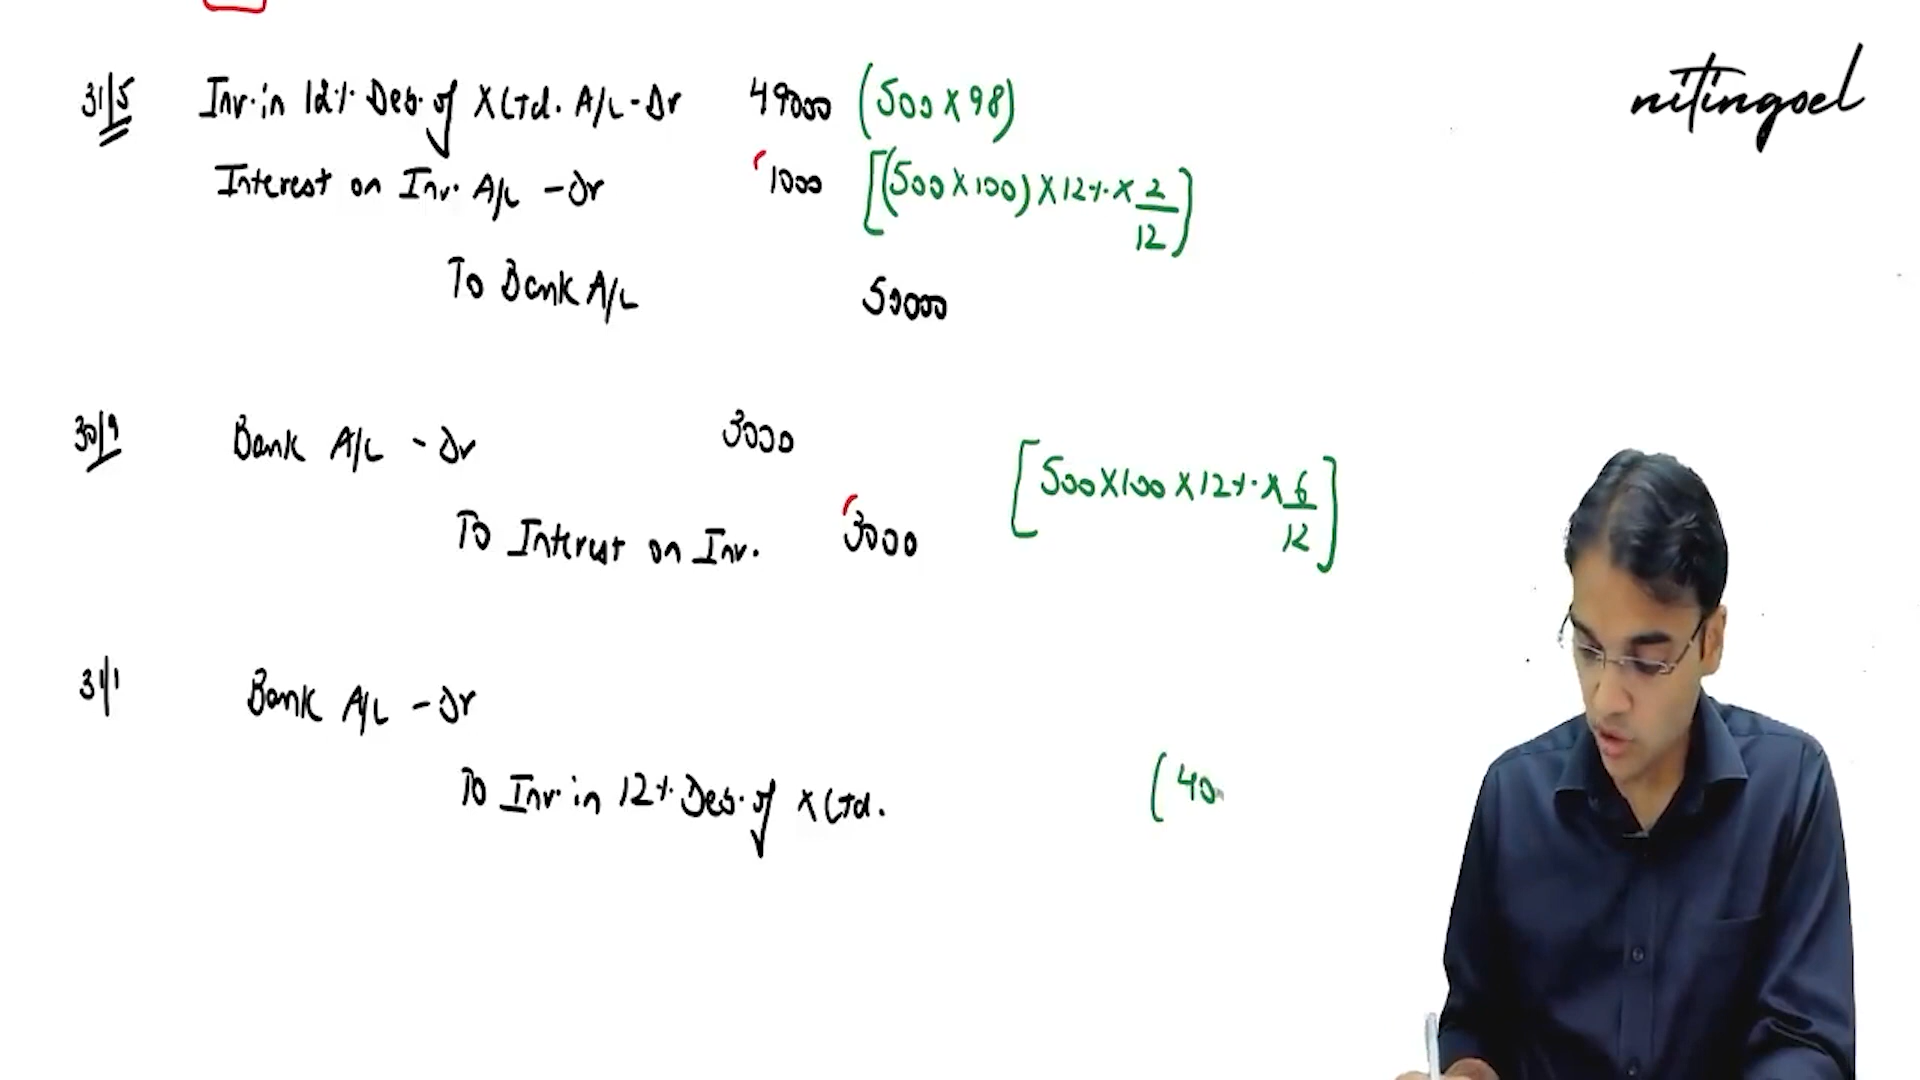 nitingoel
31/5 Inv. in 12% Deb. of X Ltd. A/c - Dr 49000 (500 X 98)
Interest on Inv. A/c - Dr 1000 [(500 X 100) X 12% X 2/12]
To Bank A/c 50000
30/9 Bank A/c - Dr 3000
[500 X 100 X 12% X 6/12]
To Interest on Inv. 3000
31/1 Bank A/c - Dr
To Inv. in 12% Deb. of X Ltd. (40